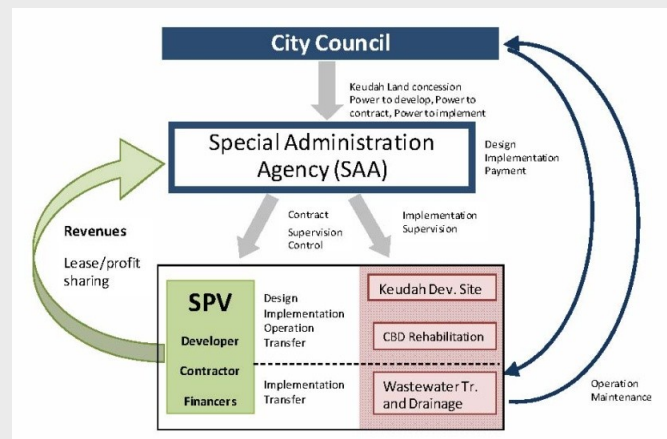 City Council
Keudah Land concession
Power to develop, Power to
contract, Power to implement
Special Administration
Agency (SAA)
Design
Implementation
Payment
Contract
Supervision
Control
Implementation
Supervision
Revenues
Lease/profit
sharing
SPV
Developer
Contractor
Financers
Design
Implementation
Operation
Transfer
Implementation
Transfer
Keudah Dev. Site
CBD Rehabilitation
Wastewater Tr.
and Drainage
Operation
Maintenance